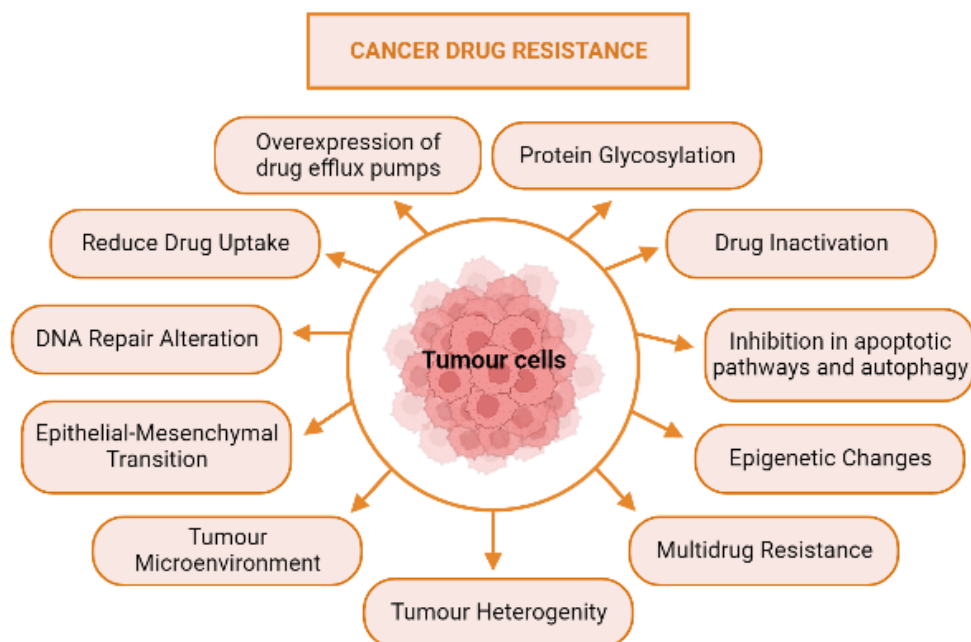 CANCER DRUG RESISTANCE
Overexpression of
drug efflux pumps
Protein Glycosylation
Reduce Drug Uptake
Drug Inactivation
DNA Repair Alteration
Tumour cells
Inhibition in apoptotic
pathways and autophagy
Epithelial-Mesenchymal
Transition
Epigenetic Changes
Tumour
Microenvironment
Multidrug Resistance
Tumour Heterogenity